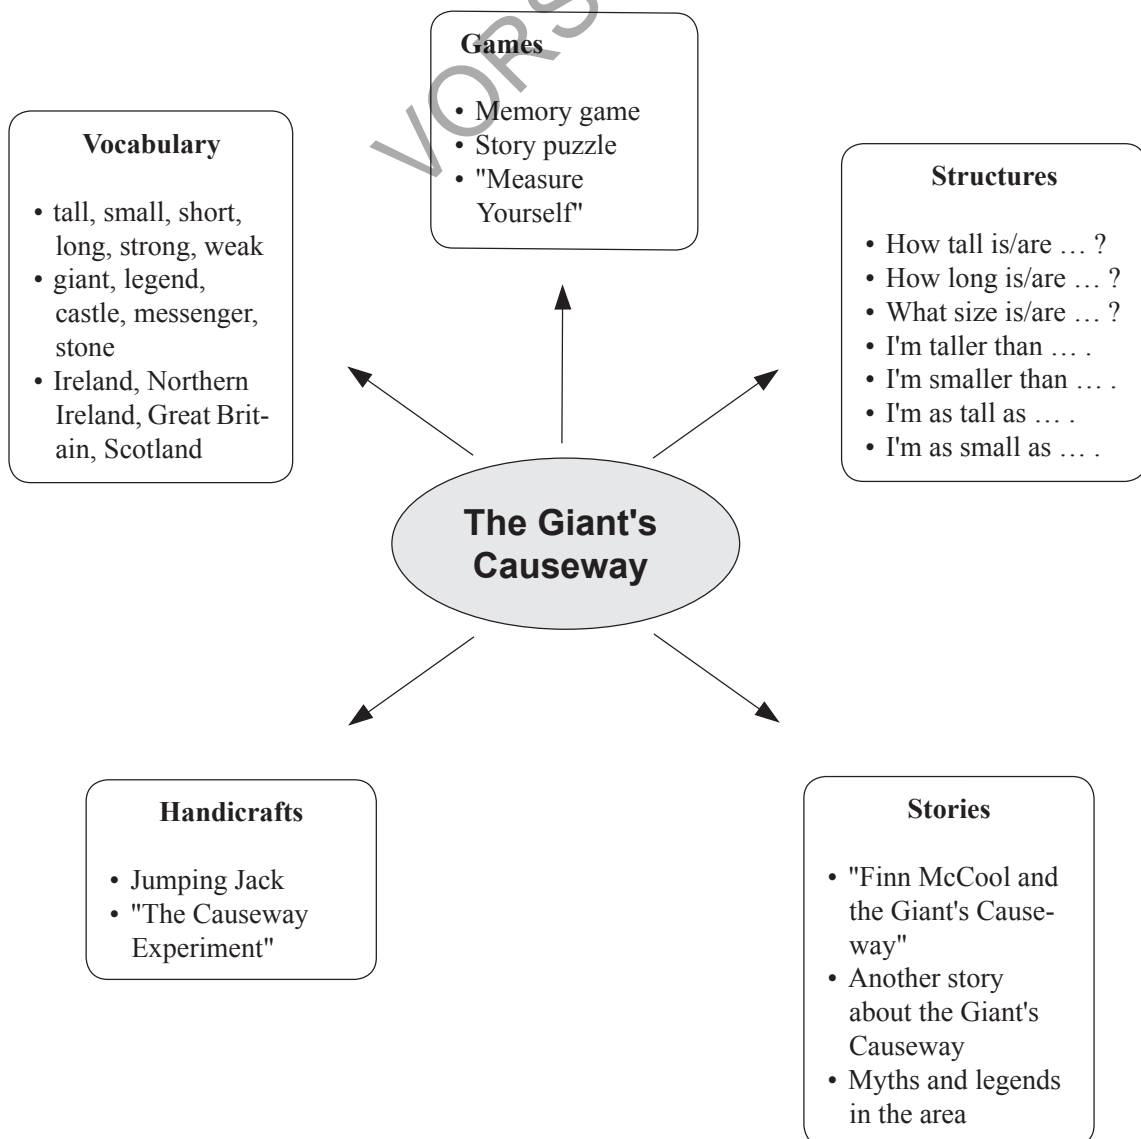 VORS
Games
• Memory game
• Story puzzle
• "Measure
Yourself"
Vocabulary
• tall, small, short,
long, strong, weak
• giant, legend,
castle, messenger,
stone
• Ireland, Northern
Ireland, Great Brit-
ain, Scotland
Structures
• How tall is/are … ?
• How long is/are … ?
• What size is/are … ?
• I'm taller than … .
• I'm smaller than … .
• I'm as tall as … .
• I'm as small as … .
The Giant's
Causeway
Handicrafts
• Jumping Jack
• "The Causeway
Experiment"
Stories
• "Finn McCool and
the Giant's Cause-
way"
• Another story
about the Giant's
Causeway
• Myths and legends
in the area